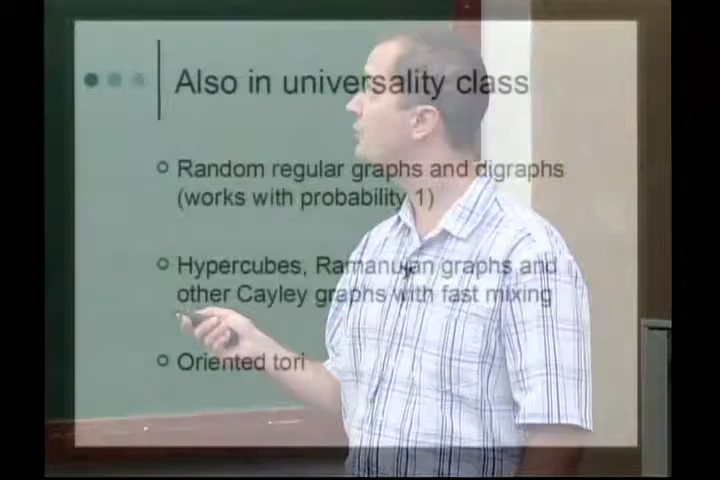 Also in universality class
Random regular graphs and digraphs
(works with probability 1)
Hypercubes, Ramanujan graphs and
other Cayley graphs with fast mixing
Oriented tori